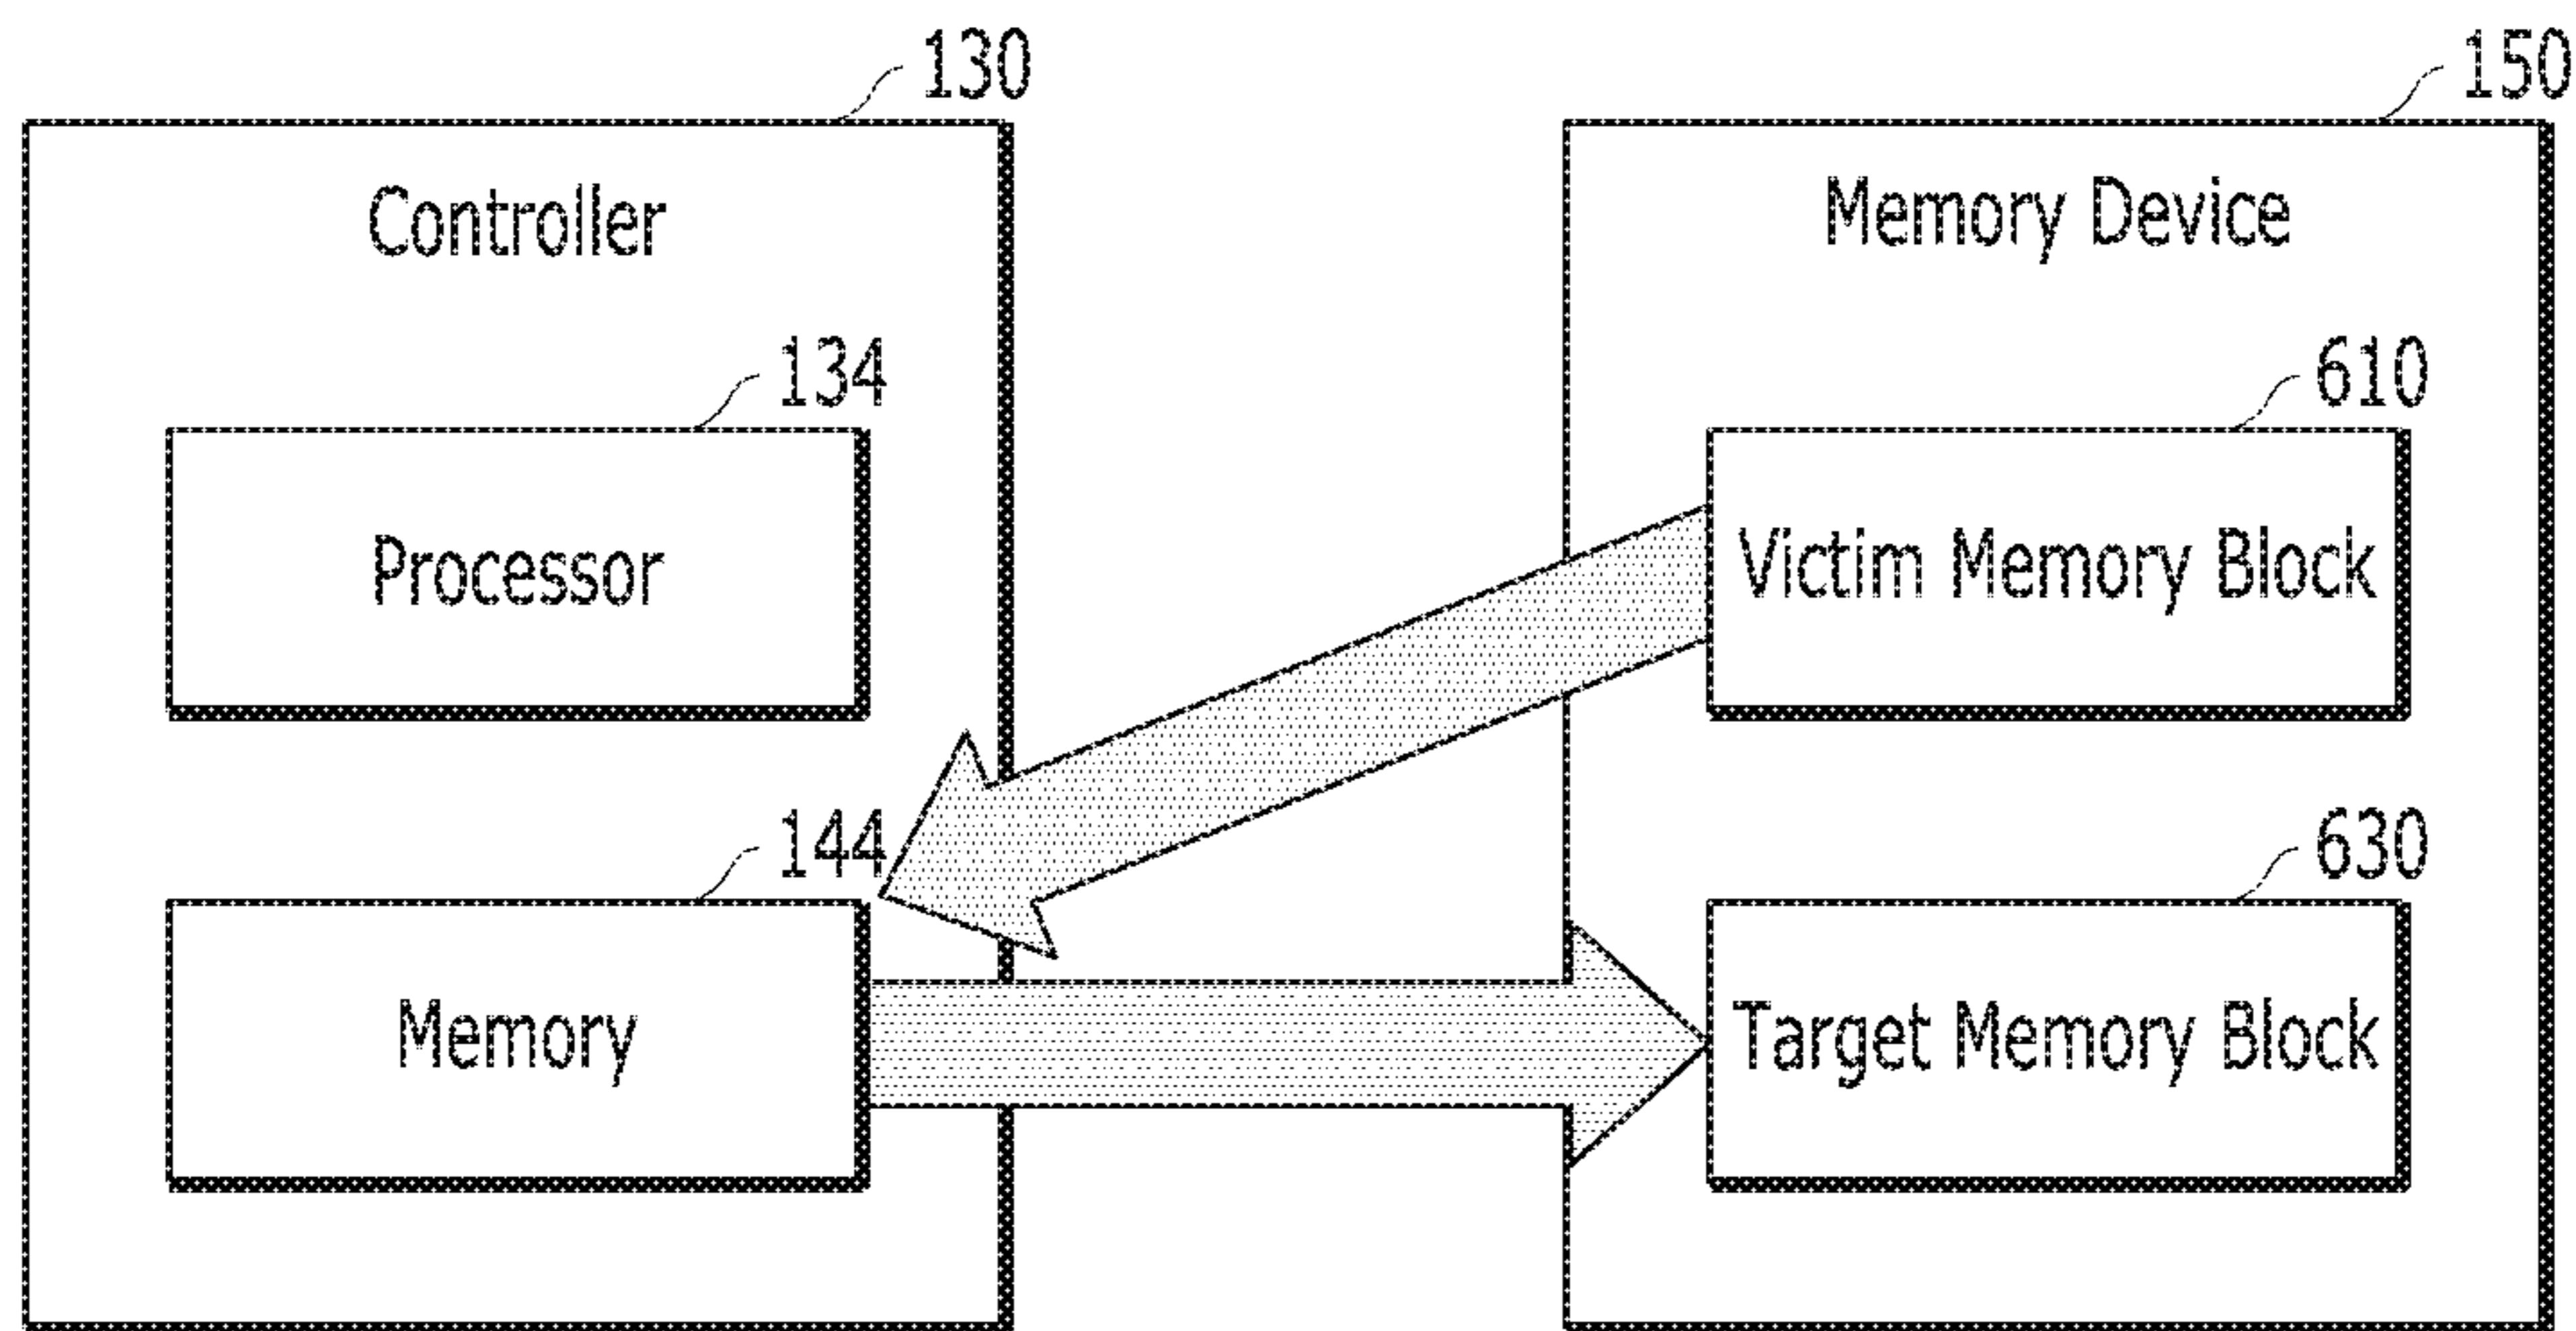 130
150
Controller
Memory Device
134
610
Processor
Victim Memory Block
144
630
Memory
Target Memory Block